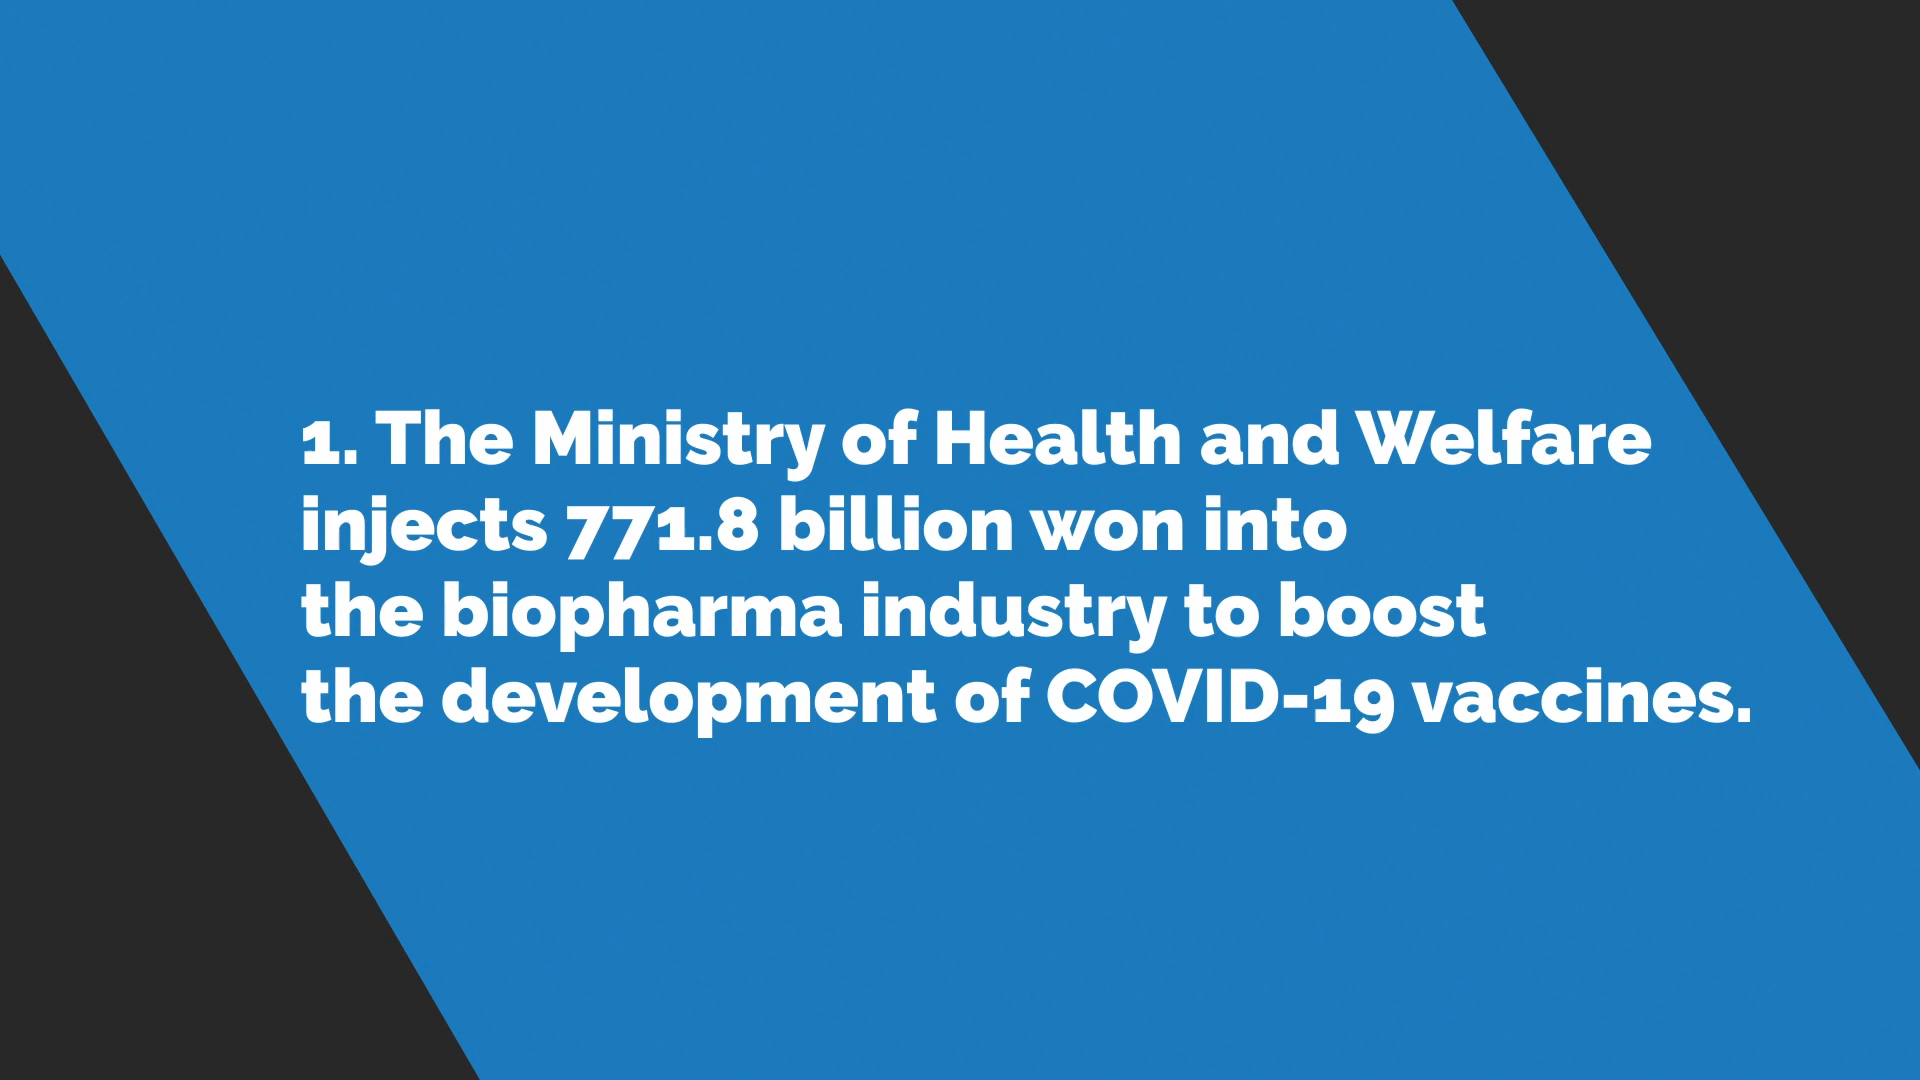 1. The Ministry of Health and Welfare
injects 771.8 billion won into
the biopharma industry to boost
the development of COVID-19 vaccines.